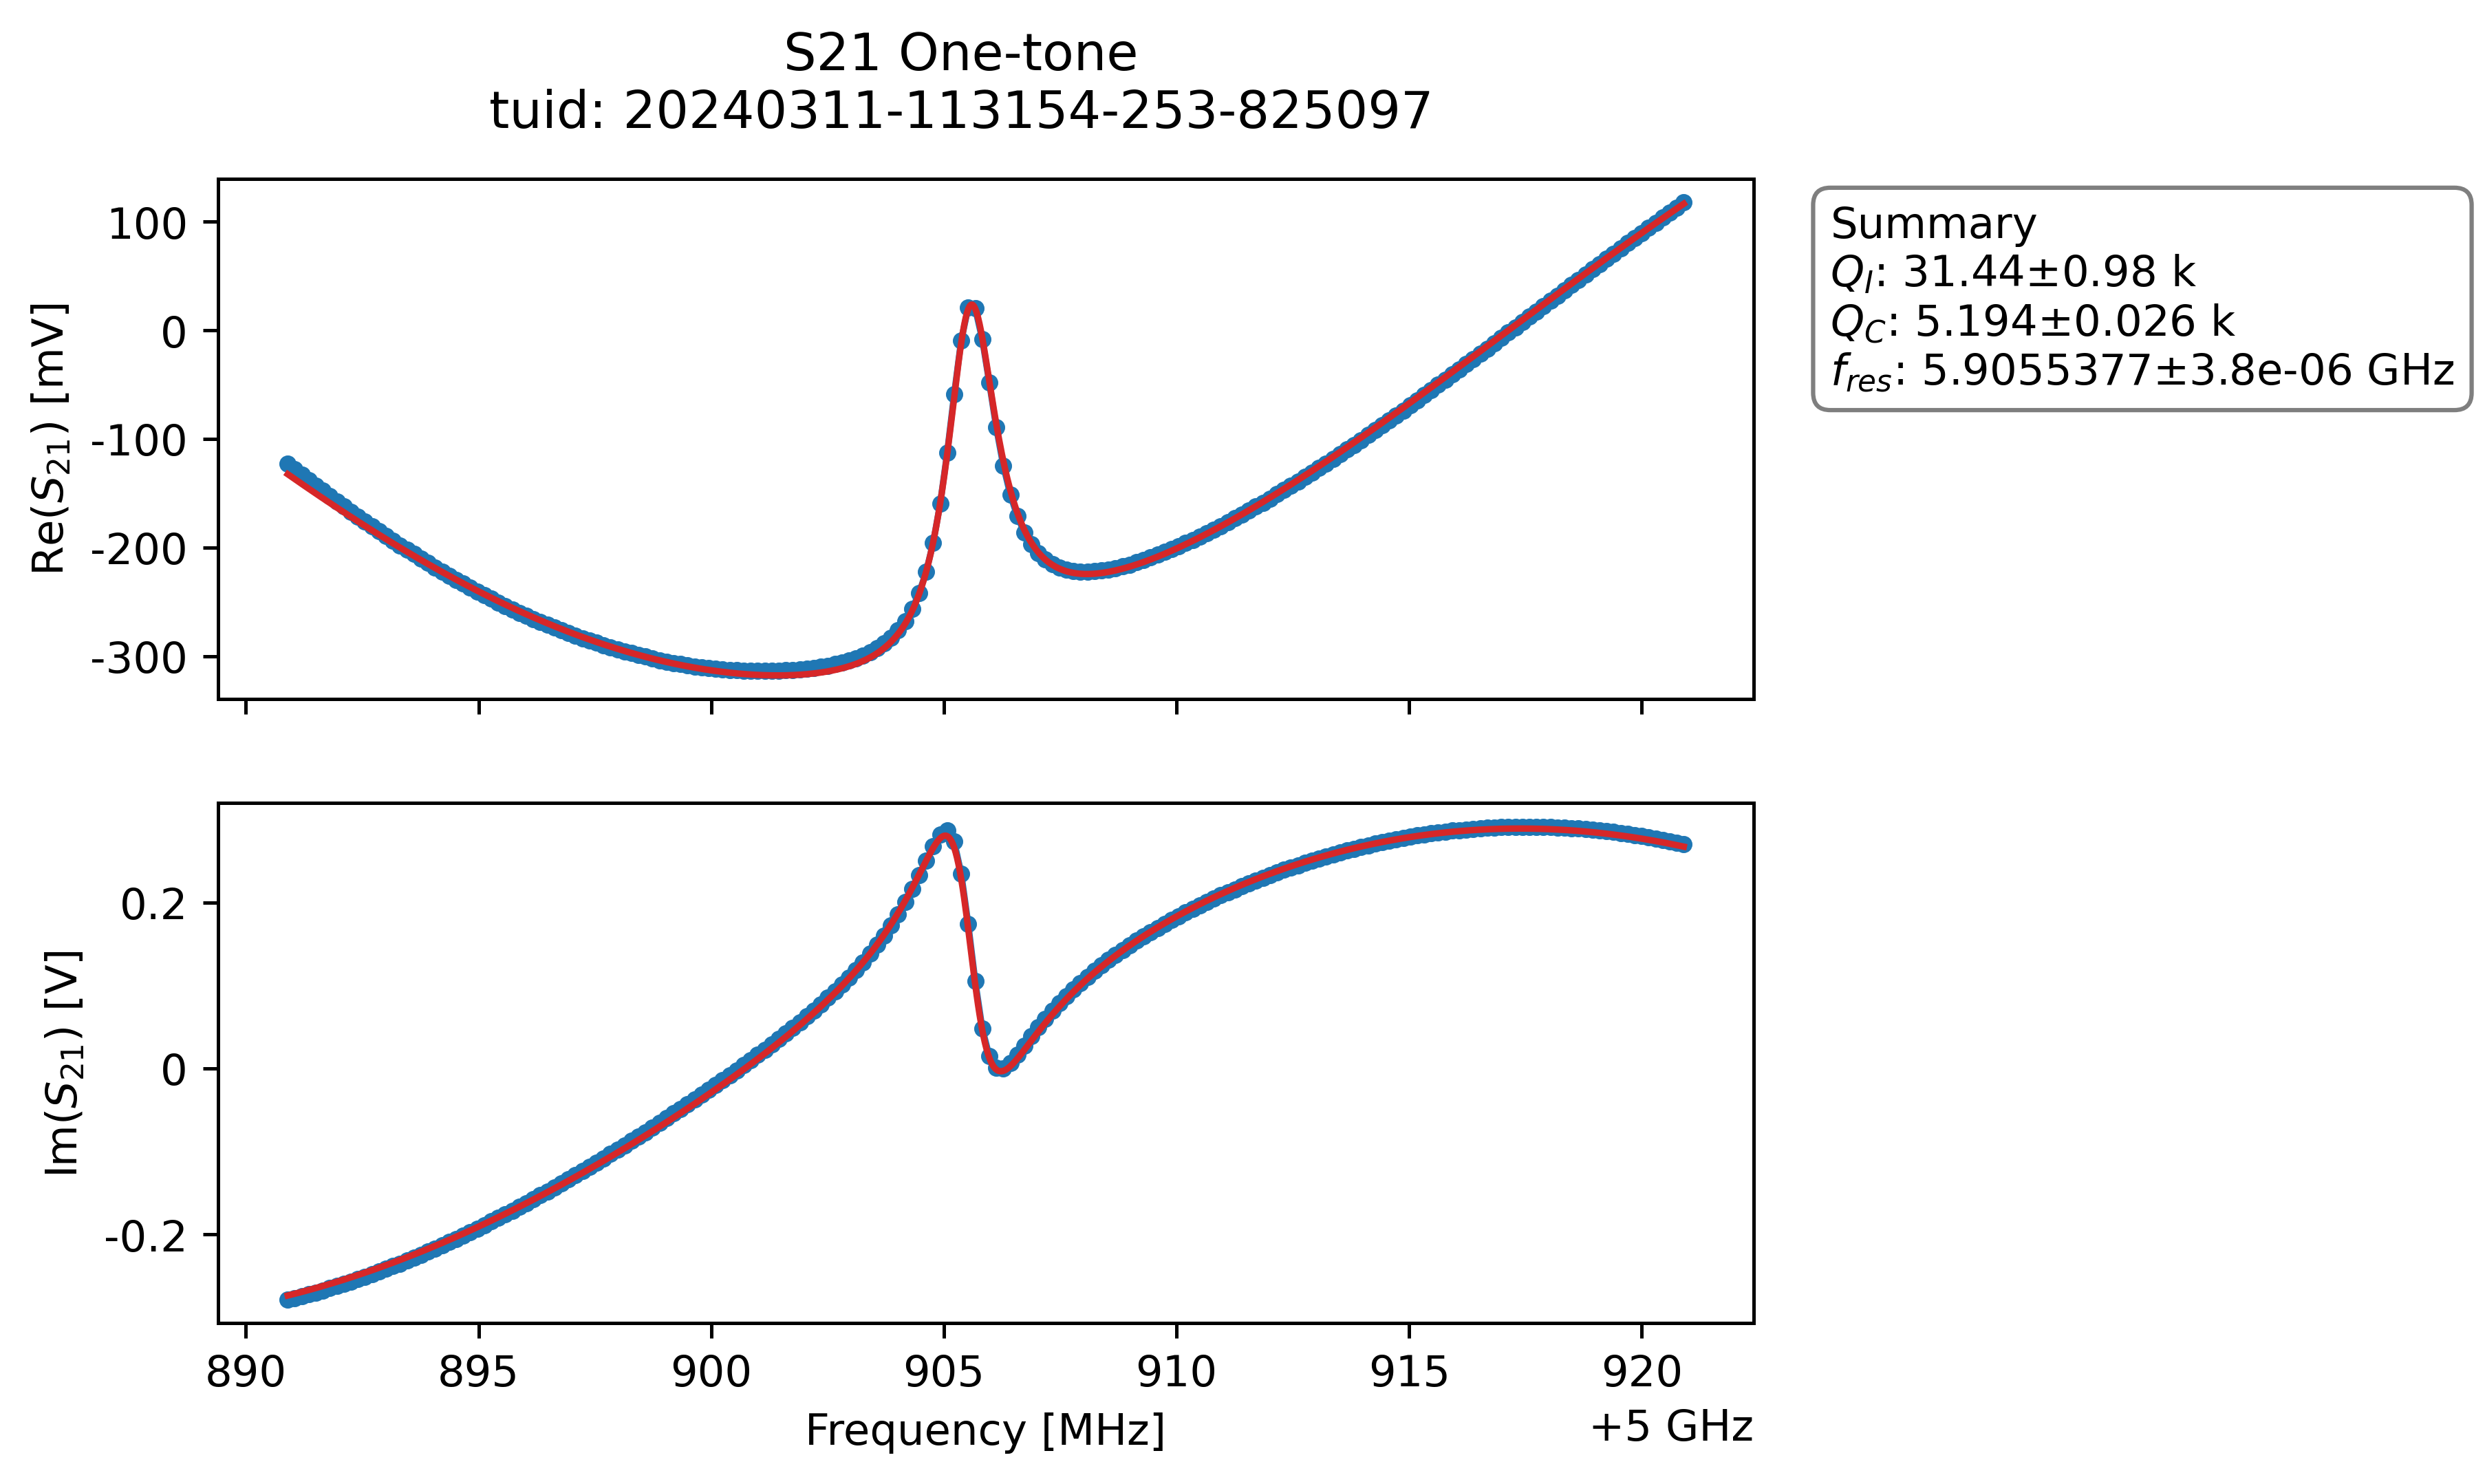 S21 One-tone
tuid: 20240311-113154-253-825097
100
0
-100
-200
-300
Re(S21) [mV]
Summary
QI: 31.44±0.98 k
QC: 5.194±0.026 k
fres: 5.9055377±3.8e-06 GHz
0.2
0
-0.2
Im(S21) [V]
890 895 900 905 910 915 920
Frequency [MHz]
+5 GHz